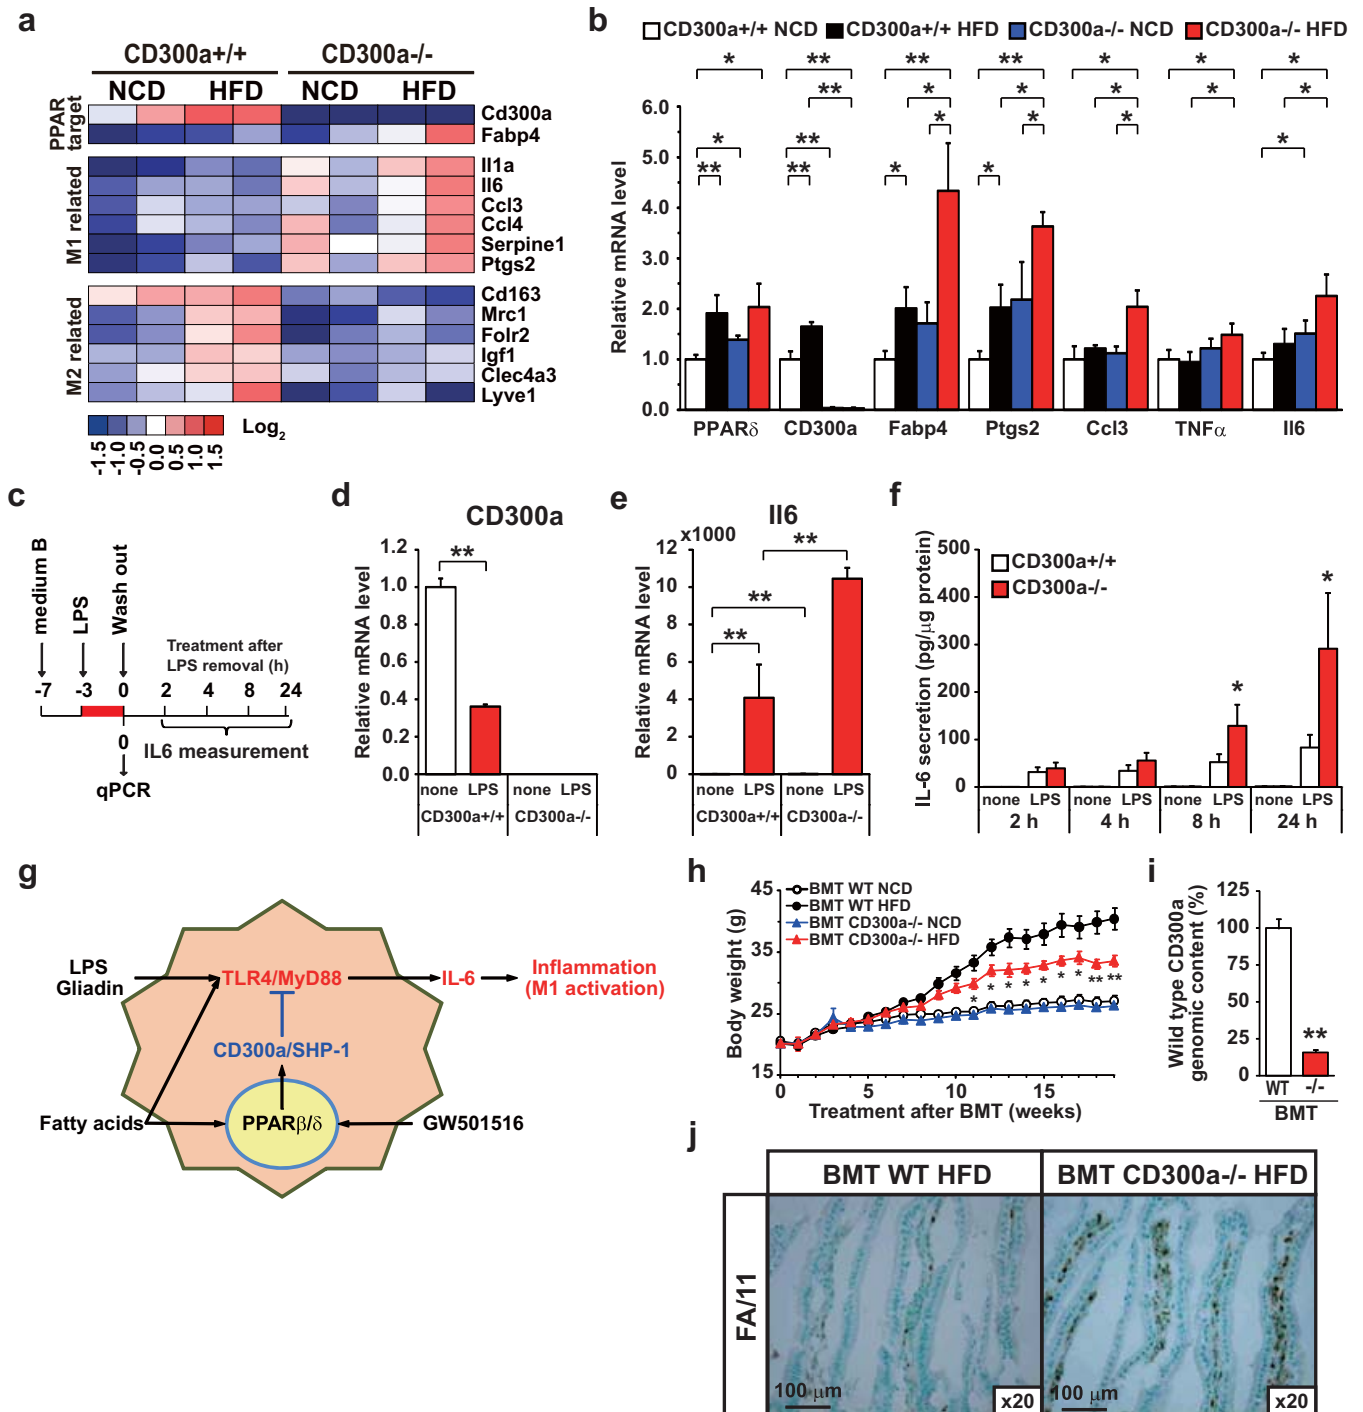 a
CD300a+/+ CD300a-/-
NCD HFD NCD HFD
PPAR target
Cd300a
Fabp4
M1 related
Il1a
Il6
Ccl3
Ccl4
Serpine1
Ptgs2
M2 related
Cd163
Mrc1
Folr2
Igf1
Clec4a3
Lyve1
Log2
-1.5 -1.0 -0.5 0.0 0.5 1.0 1.5
b
CD300a+/+ NCD CD300a+/+ HFD CD300a-/- NCD CD300a-/- HFD
* ** ** ** * * *
** * * * * *
* ** * * * *
** ** * * *
Relative mRNA level
6.0
5.0
4.0
3.0
2.0
1.0
0.0
PPARδ CD300a Fabp4 Ptgs2 Ccl3 TNFα Il6
c
medium B
LPS
Wash out
Treatment after
LPS removal (h)
-7 -3 0 2 4 8 24
0
IL6 measurement
qPCR
d
CD300a
Relative mRNA level
1.2
1.0
0.8
0.6
0.4
0.2
0.0
**
none LPS none LPS
CD300a+/+ CD300a-/-
e
Il6
x1000
Relative mRNA level
12
10
8
6
4
2
0
**
**
**
none LPS none LPS
CD300a+/+ CD300a-/-
f
IL-6 secretion (pg/μg protein)
500
400
300
200
100
0
CD300a+/+
CD300a-/-
* *
none LPS none LPS none LPS none LPS
2 h 4 h 8 h 24 h
g
LPS
Gliadin
TLR4/MyD88
IL-6
Inflammation
(M1 activation)
CD300a/SHP-1
Fatty acids
PPARβ/δ
GW501516
h
Body weight (g)
45
35
25
15
BMT WT NCD
BMT WT HFD
BMT CD300a-/- NCD
BMT CD300a-/- HFD
* * * * * * * ** **
0 5 10 15
Treatment after BMT (weeks)
i
Wild type CD300a
genomic content (%)
125
100
75
50
25
0
**
WT -/-
BMT
j
BMT WT HFD BMT CD300a-/- HFD
FA/11
100 μm x20 100 μm x20